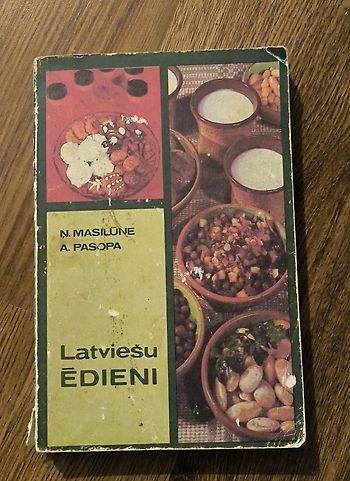 Ņ. MASILŪNE
A. PASOPA
Latviešu
ĒDIENI